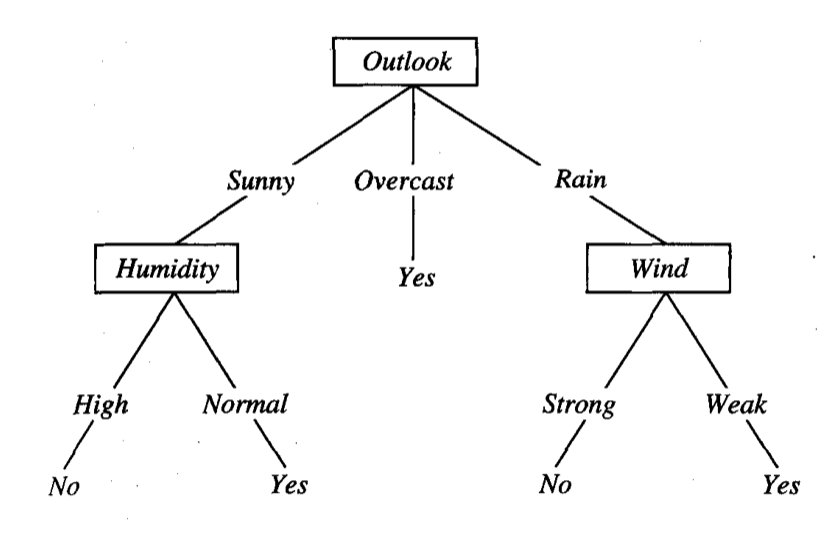 Outlook
Sunny Overcast Rain
Humidity Yes Wind
High Normal Strong Weak
No Yes No Yes